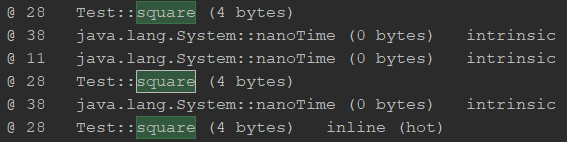 @ 28 Test::square (4 bytes)
@ 38 java.lang.System::nanoTime (0 bytes) intrinsic
@ 11 java.lang.System::nanoTime (0 bytes) intrinsic
@ 28 Test::square (4 bytes)
@ 38 java.lang.System::nanoTime (0 bytes) intrinsic
@ 28 Test::square (4 bytes) inline (hot)